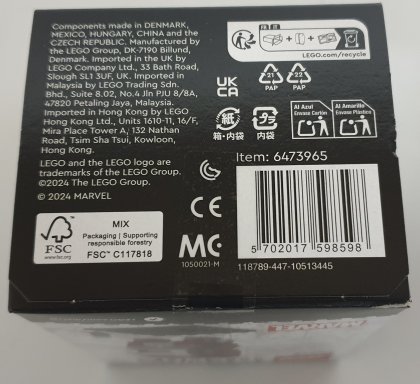 Components made in DENMARK,
MEXICO, HUNGARY, CHINA and the
CZECH REPUBLIC. Manufactured by
the LEGO Group, DK-7190 Billund,
Denmark. Imported in the UK by
LEGO Company Ltd., 33 Bath Road,
Slough SL1 3UF, UK. Imported in
Malaysia by LEGO Trading Sdn.
Bhd., Suite 8.02, No.4 Jln PJU 8/8A,
47820 Petaling Jaya, Malaysia.
Imported in Hong Kong by LEGO
Hong Kong Ltd., Units 1610-11, 16/F,
Mira Place Tower A, 132 Nathan
Road, Tsim Sha Tsui, Kowloon,
Hong Kong.
LEGO and the LEGO logo are
trademarks of the LEGO Group.
©2024 The LEGO Group.
© 2024 MARVEL
FSC
www.fsc.org
MIX
Packaging | Supporting
responsible forestry
FSC™ C117818
FR
LEGO.com/recycle
UK
CA
21
PAP
22
PAP
紙
箱・内袋
プラ
内袋
Al Azul
Envase Cartón
Al Amarillo
Envase Plástico
Item: 6473965
CE
MC
1050021-M
5 702017 598598
118789-447-10513445